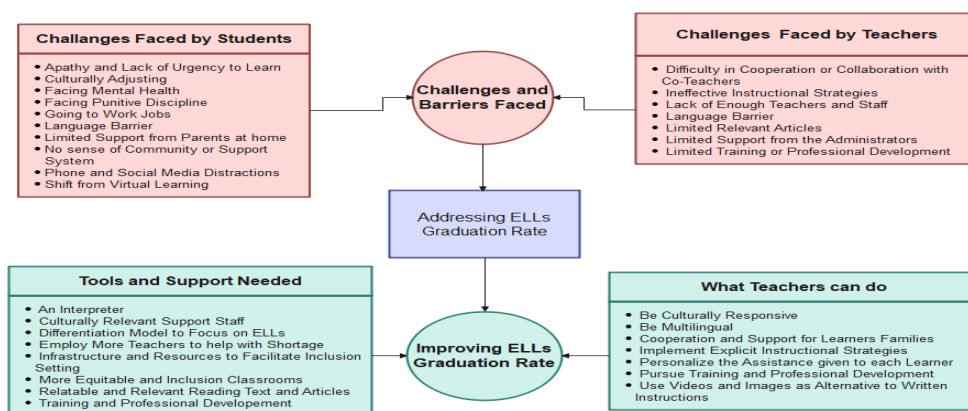 Challanges Faced by Students
• Apathy and Lack of Urgency to Learn
• Culturally Adjusting
• Facing Mental Health
• Facing Punitive Discipline
• Going to Work Jobs
• Language Barrier
• Limited Support from Parents at home
• No sense of Community or Support
System
• Phone and Social Media Distractions
• Shift from Virtual Learning
Challenges and
Barriers Faced
Challenges Faced by Teachers
• Difficulty in Cooperation or Collaboration with
Co-Teachers
• Ineffective Instructional Strategies
• Lack of Enough Teachers and Staff
• Language Barrier
• Limited Relevant Articles
• Limited Support from the Administrators
• Limited Training or Professional Development
Addressing ELLs
Graduation Rate
Tools and Support Needed
• An Interpreter
• Culturally Relevant Support Staff
• Differentiation Model to Focus on ELLs
• Employ More Teachers to help with Shortage
• Infrastructure and Resources to Facilitate Inclusion
Setting
• More Equitable and Inclusion Classrooms
• Relatable and Relevant Reading Text and Articles
• Training and Professional Developement
Improving ELLs
Graduation Rate
What Teachers can do
• Be Culturally Responsive
• Be Multilingual
• Cooperation and Support for Learners Families
• Implement Explicit Instructional Strategies
• Personalize the Assistance given to each Learner
• Pursue Training and Professional Development
• Use Videos and Images as Alternative to Written
Instructions